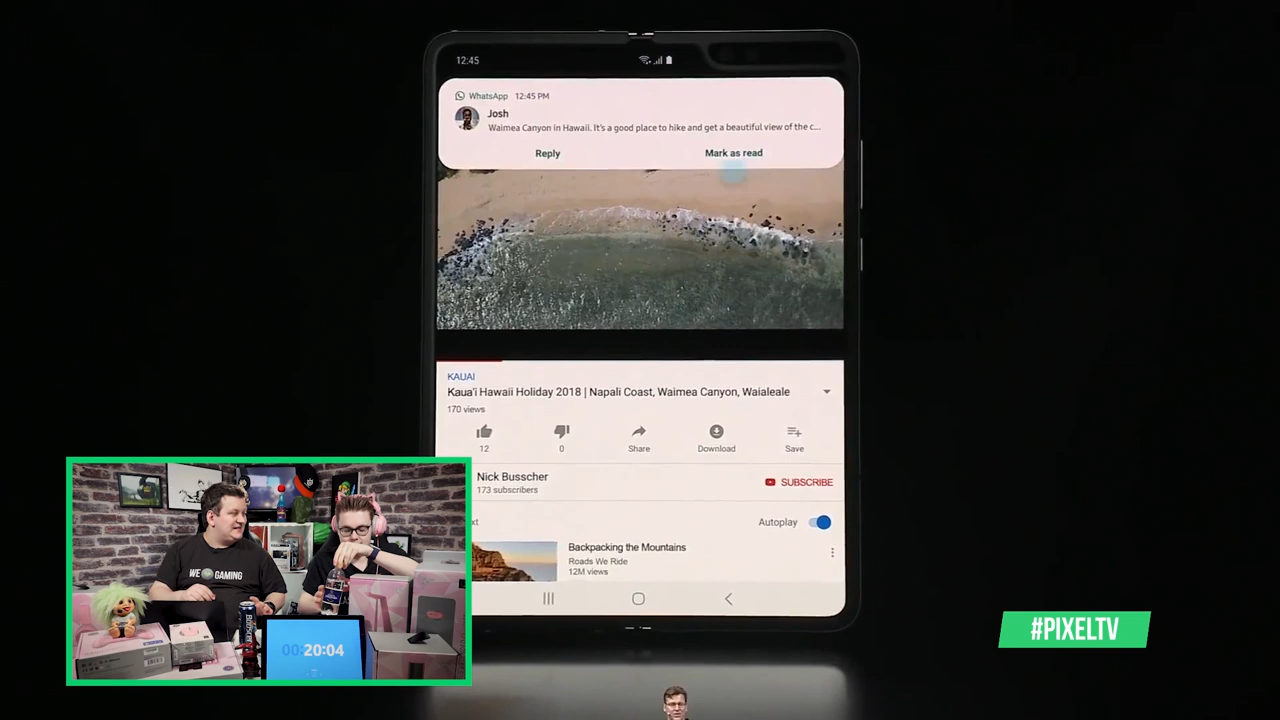 12:45
WhatsApp 12:45 PM
Josh
Waimea Canyon in Hawaii. It's a good place to hike and get a beautiful view of the c...
Reply
Mark as read
KAUAI
Kaua'i Hawaii Holiday 2018 | Napali Coast, Waimea Canyon, Waialeale
170 views
12
0
Share
Download
Save
Nick Busscher
173 subscribers
SUBSCRIBE
xt
Autoplay
Backpacking the Mountains
Roads We Ride
12M views
WE GAMING
00:20:04
#PIXELTV